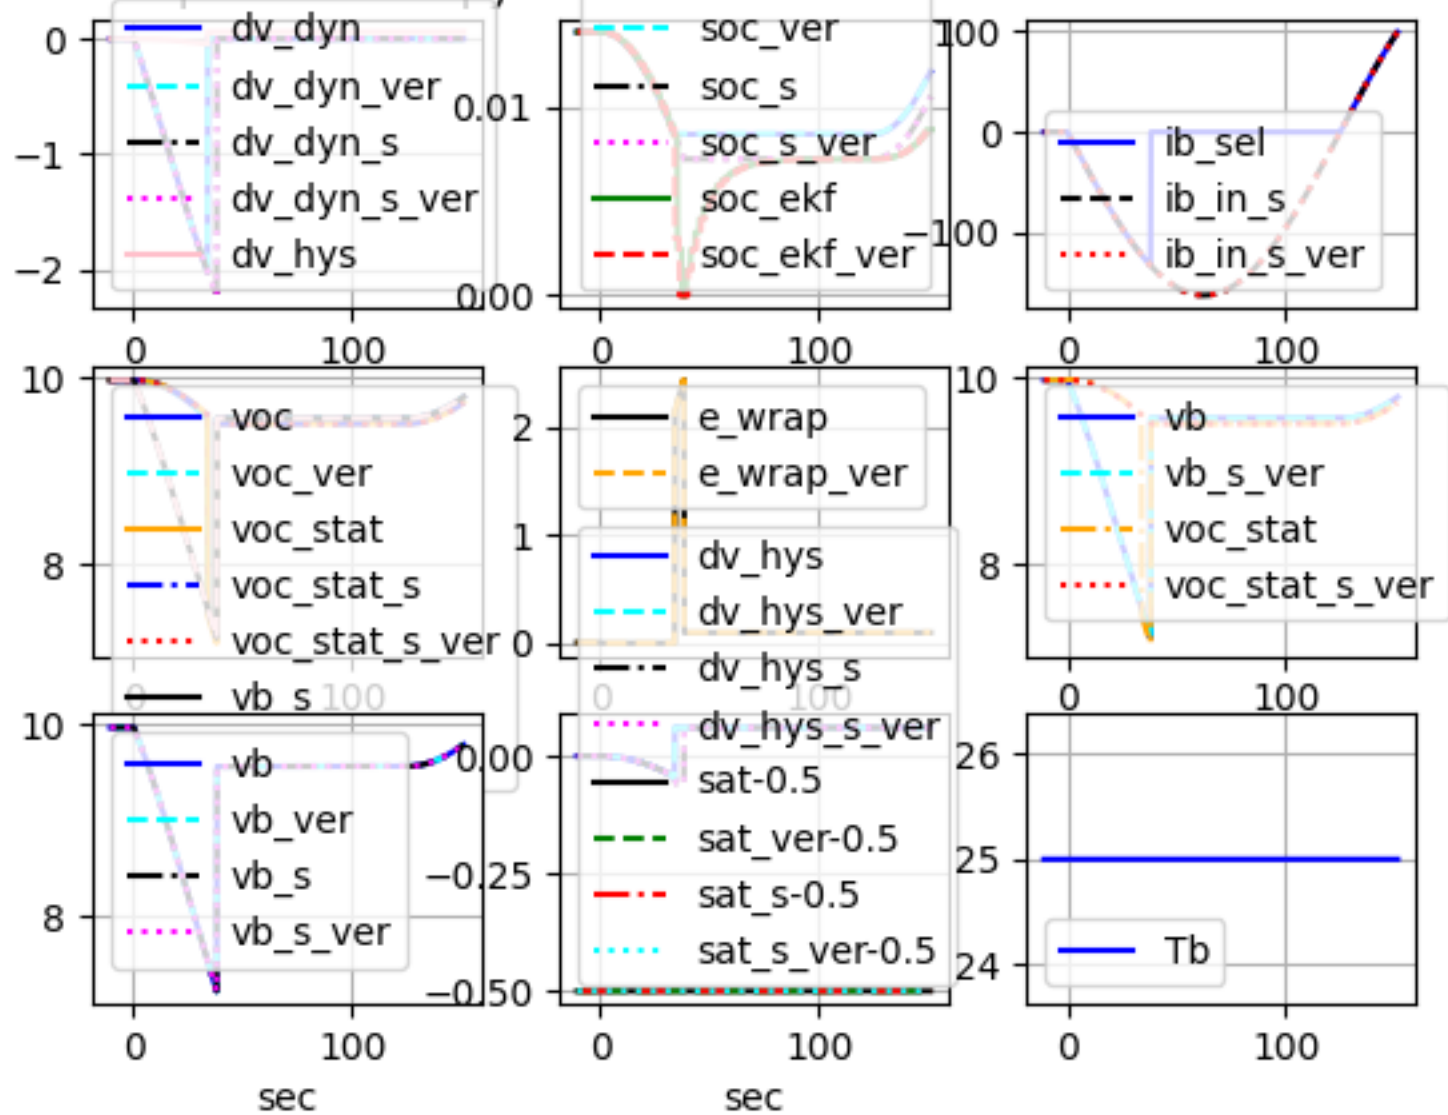 dv_dyn
dv_dyn_ver
dv_dyn_s
dv_dyn_s_ver
dv_hys
0
−1
−2
0
100
soc_ver
soc_s
soc_s_ver
soc_ekf
soc_ekf_ver
0.01
0.00
0
100
100
0
−100
ib_sel
ib_in_s
ib_in_s_ver
0
100
10
8
voc
voc_ver
voc_stat
voc_stat_s
voc_stat_s_ver
vb_s
0
100
2
1
0
e_wrap
e_wrap_ver
dv_hys
dv_hys_ver
dv_hys_s
dv_hys_s_ver
0
100
10
8
vb
vb_s_ver
voc_stat
voc_stat_s_ver
0
100
10
8
vb
vb_ver
vb_s
vb_s_ver
0
100
sec
0.00
−0.25
−0.50
sat-0.5
sat_ver-0.5
sat_s-0.5
sat_s_ver-0.5
0
100
sec
26
25
24
Tb
0
100